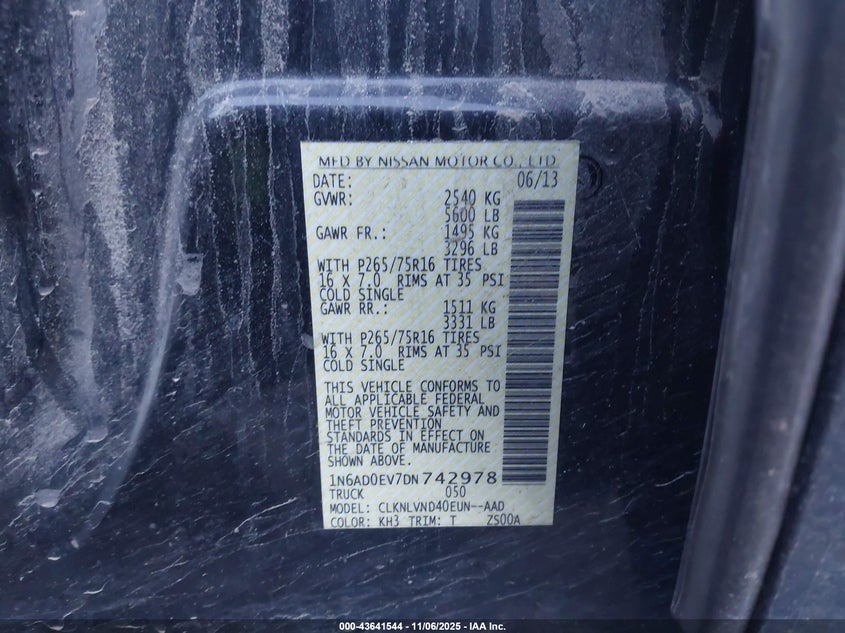 MFD BY NISSAN MOTOR CO., LTD
DATE: 06/13
GVWR: 2540 KG
5600 LB
GAWR FR.: 1495 KG
3296 LB
WITH P265/75R16 TIRES
16 X 7.0 RIMS AT 35 PSI
COLD SINGLE
GAWR RR.: 1511 KG
3331 LB
WITH P265/75R16 TIRES
16 X 7.0 RIMS AT 35 PSI
COLD SINGLE
THIS VEHICLE CONFORMS TO
ALL APPLICABLE FEDERAL
MOTOR VEHICLE SAFETY AND
THEFT PREVENTION
STANDARDS IN EFFECT ON
THE DATE OF MANUFACTURE
SHOWN ABOVE.
1N6AD0EV7DN742978
TRUCK 050
MODEL: CLKNLVND40EUN--AAD
COLOR: KH3 TRIM: T ZS00A
000-43641544 — 11/06/2025 - IAA Inc.